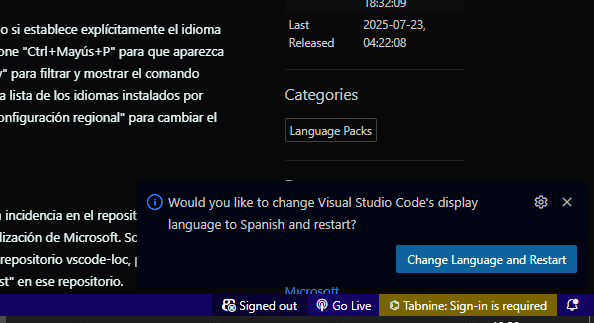 o si establece explícitamente el idioma
one "Ctrl+Mayús+P" para que aparezca
" para filtrar y mostrar el comando
a lista de los idiomas instalados por
onfiguración regional" para cambiar el
18:32:09
Last 2025-07-23,
Released 04:22:08
Categories
Language Packs
incidencia en el reposit
lización de Microsoft. Sc
repositorio vscode-loc, p
st" en ese repositorio.
Would you like to change Visual Studio Code's display
language to Spanish and restart?
Change Language and Restart
Microsoft
Signed out
Go Live
Tabnine: Sign-in is required